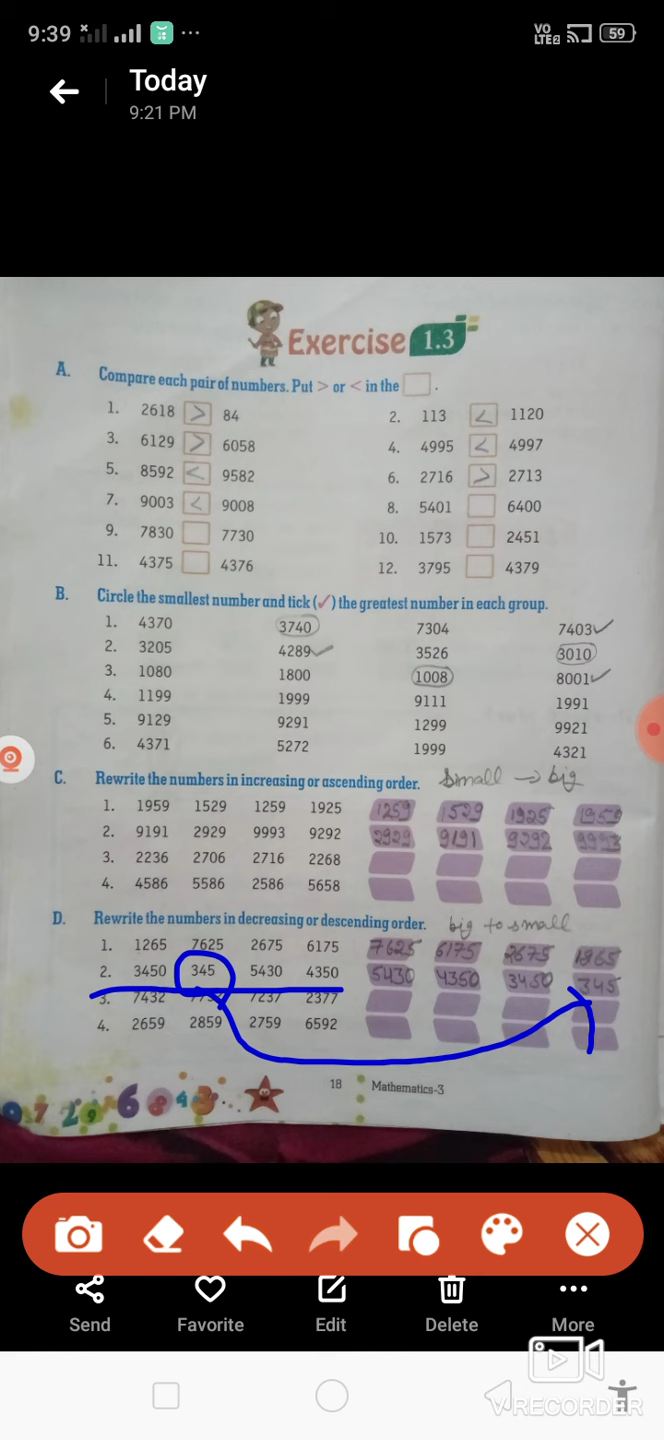 9:39 ... VO LTE2 59
Today
9:21 PM
Exercise 1.3
A. Compare each pair of numbers. Put > or < in the .
1. 2618 > 84 2. 113 < 1120
3. 6129 > 6058 4. 4995 < 4997
5. 8592 < 9582 6. 2716 > 2713
7. 9003 < 9008 8. 5401 6400
9. 7830 7730 10. 1573 2451
11. 4375 4376 12. 3795 4379
B. Circle the smallest number and tick (✓) the greatest number in each group.
1. 4370 3740 7304 7403 ✓
2. 3205 4289 ✓ 3526 3010
3. 1080 1800 1008 8001 ✓
4. 1199 1999 9111 1991
5. 9129 9291 1299 9921
6. 4371 5272 1999 4321
C. Rewrite the numbers in increasing or ascending order. Small → big
1. 1959 1529 1259 1925 1259 1529 1925 1959
2. 9191 2929 9993 9292 2929 9191 9292 9993
3. 2236 2706 2716 2268
4. 4586 5586 2586 5658
D. Rewrite the numbers in decreasing or descending order. big to small
1. 1265 7625 2675 6175 7625 6175 2675
2. 3450 345 5430 4350 5430 4350 3450 345
3. 7432 7237 2377
4. 2659 2859 2759 6592
18 Mathematics-3
Send Favorite Edit Delete More
V RECORDER